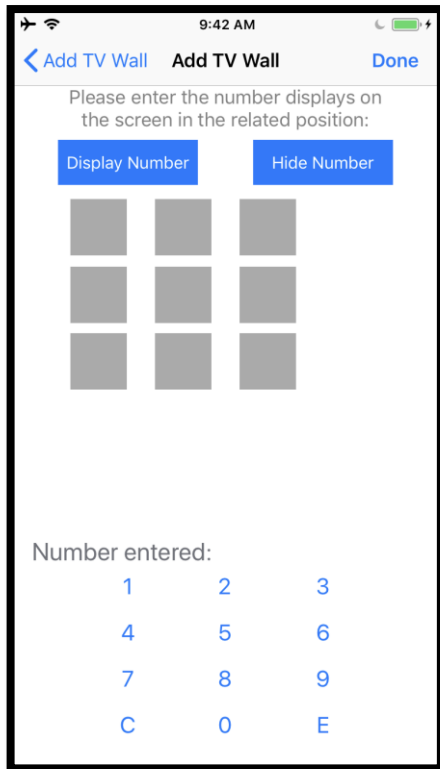 9:42 AM
Add TV Wall Add TV Wall Done
Please enter the number displays on
the screen in the related position:
Display Number Hide Number
Number entered:
1 2 3
4 5 6
7 8 9
C 0 E